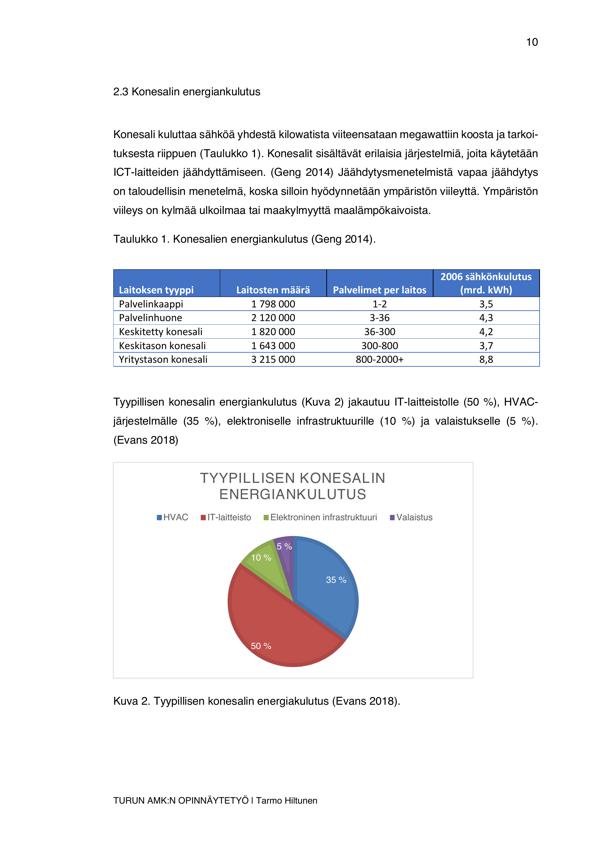 10
2.3 Konesalin energiankulutus
Konesali kuluttaa sähköä yhdestä kilowatista viiteensataan megawattiin koosta ja tarkoi-
tuksesta riippuen (Taulukko 1). Konesalit sisältävät erilaisia järjestelmiä, joita käytetään
ICT-laitteiden jäähdyttämiseen. (Geng 2014) Jäähdytysmenetelmistä vapaa jäähdytys
on taloudellisin menetelmä, koska silloin hyödynnetään ympäristön viileyttä. Ympäristön
viileys on kylmää ulkoilmaa tai maakylmyyttä maalämpökaivoista.
Taulukko 1. Konesalien energiankulutus (Geng 2014).
Laitoksen tyyppi Laitosten määrä Palvelimet per laitos 2006 sähkönkulutus
(mrd. kWh)
Palvelinkaappi 1 798 000 1-2 3,5
Palvelinhuone 2 120 000 3-36 4,3
Keskitetty konesali 1 820 000 36-300 4,2
Keskitason konesali 1 643 000 300-800 3,7
Yritystason konesali 3 215 000 800-2000+ 8,8
Tyypillisen konesalin energiankulutus (Kuva 2) jakautuu IT-laitteistolle (50 %), HVAC-
järjestelmälle (35 %), elektroniselle infrastruktuurille (10 %) ja valaistukselle (5 %).
(Evans 2018)
TYYPILLISEN KONESALIN
ENERGIANKULUTUS
HVAC IT-laitteisto Elektroninen infrastruktuuri Valaistus
5 %
10 %
35 %
50 %
Kuva 2. Tyypillisen konesalin energiakulutus (Evans 2018).
TURUN AMK:N OPINNÄYTETYÖ | Tarmo Hiltunen